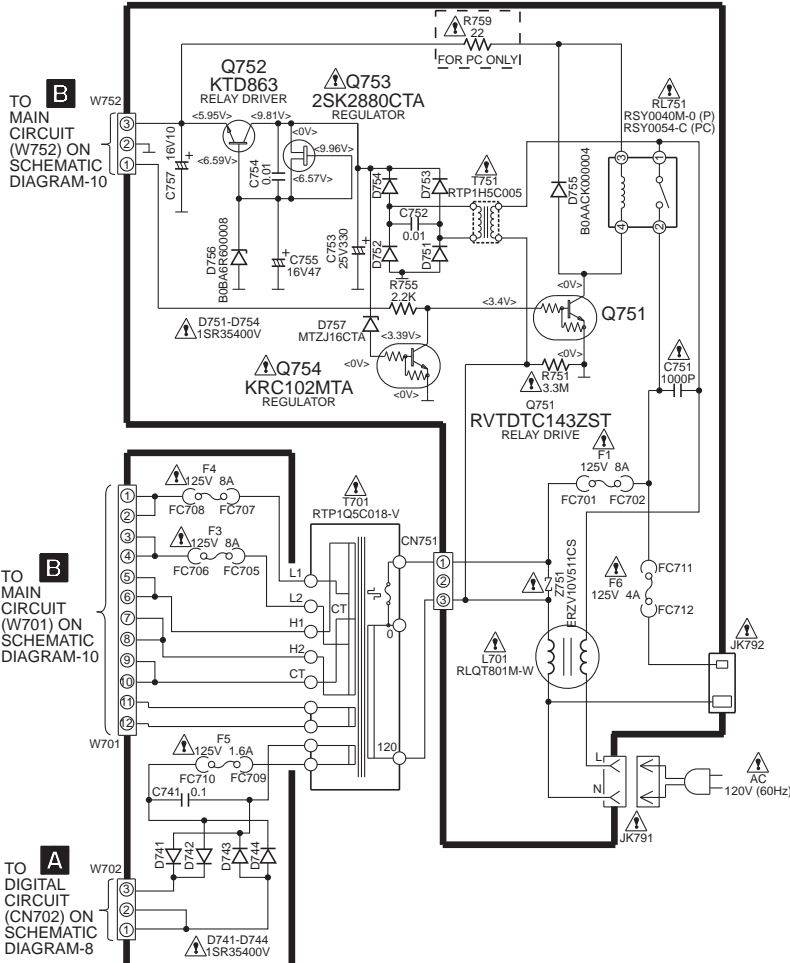 R759
22
FOR PC ONLY
TO B
MAIN
CIRCUIT
(W752) ON
SCHEMATIC
DIAGRAM-10
W752
3
2
1
C757 16V10
Q752
KTD863
RELAY DRIVER
<5.95V>
<9.81V>
<6.59V>
Q753
2SK2880CTA
REGULATOR
<0V>
<9.96V>
<6.57V>
C754
0.01
D756
B0BA6R600008
C755
16V47
C753
25V330
D754
D753
C752
0.01
D752
D751
T751
RTP1H5C005
D755
B0AACK000004
RL751
RSY0040M-0 (P)
RSY0054-C (PC)
3
1
4
2
D751-D754
1SR35400V
R755
2.2K
D757
MTZJ16CTA
<3.39V>
<0V>
<0V>
Q754
KRC102MTA
REGULATOR
<0V>
<3.4V>
<0V>
Q751
R751
3.3M
Q751
RVTDTC143ZST
RELAY DRIVE
C751
1000P
TO B
MAIN
CIRCUIT
(W701) ON
SCHEMATIC
DIAGRAM-10
1
2
3
4
5
6
7
8
9
10
11
12
W701
F4
125V 8A
FC708 FC707
F3
125V 8A
FC706 FC705
L1
L2
H1
H2
CT
T701
RTP1Q5C018-V
CT
0
120
CN751
1
2
3
F1
125V 8A
FC701 FC702
Z751
ERZV10V511CS
F6
125V 4A
FC711
FC712
L701
RLQT801M-W
JK792
L
N
JK791
AC
120V (60Hz)
F5
125V 1.6A
FC710 FC709
C741 0.1
D741
D742
D743
D744
TO A
DIGITAL
CIRCUIT
(CN702) ON
SCHEMATIC
DIAGRAM-8
W702
3
2
1
D741-D744
1SR35400V